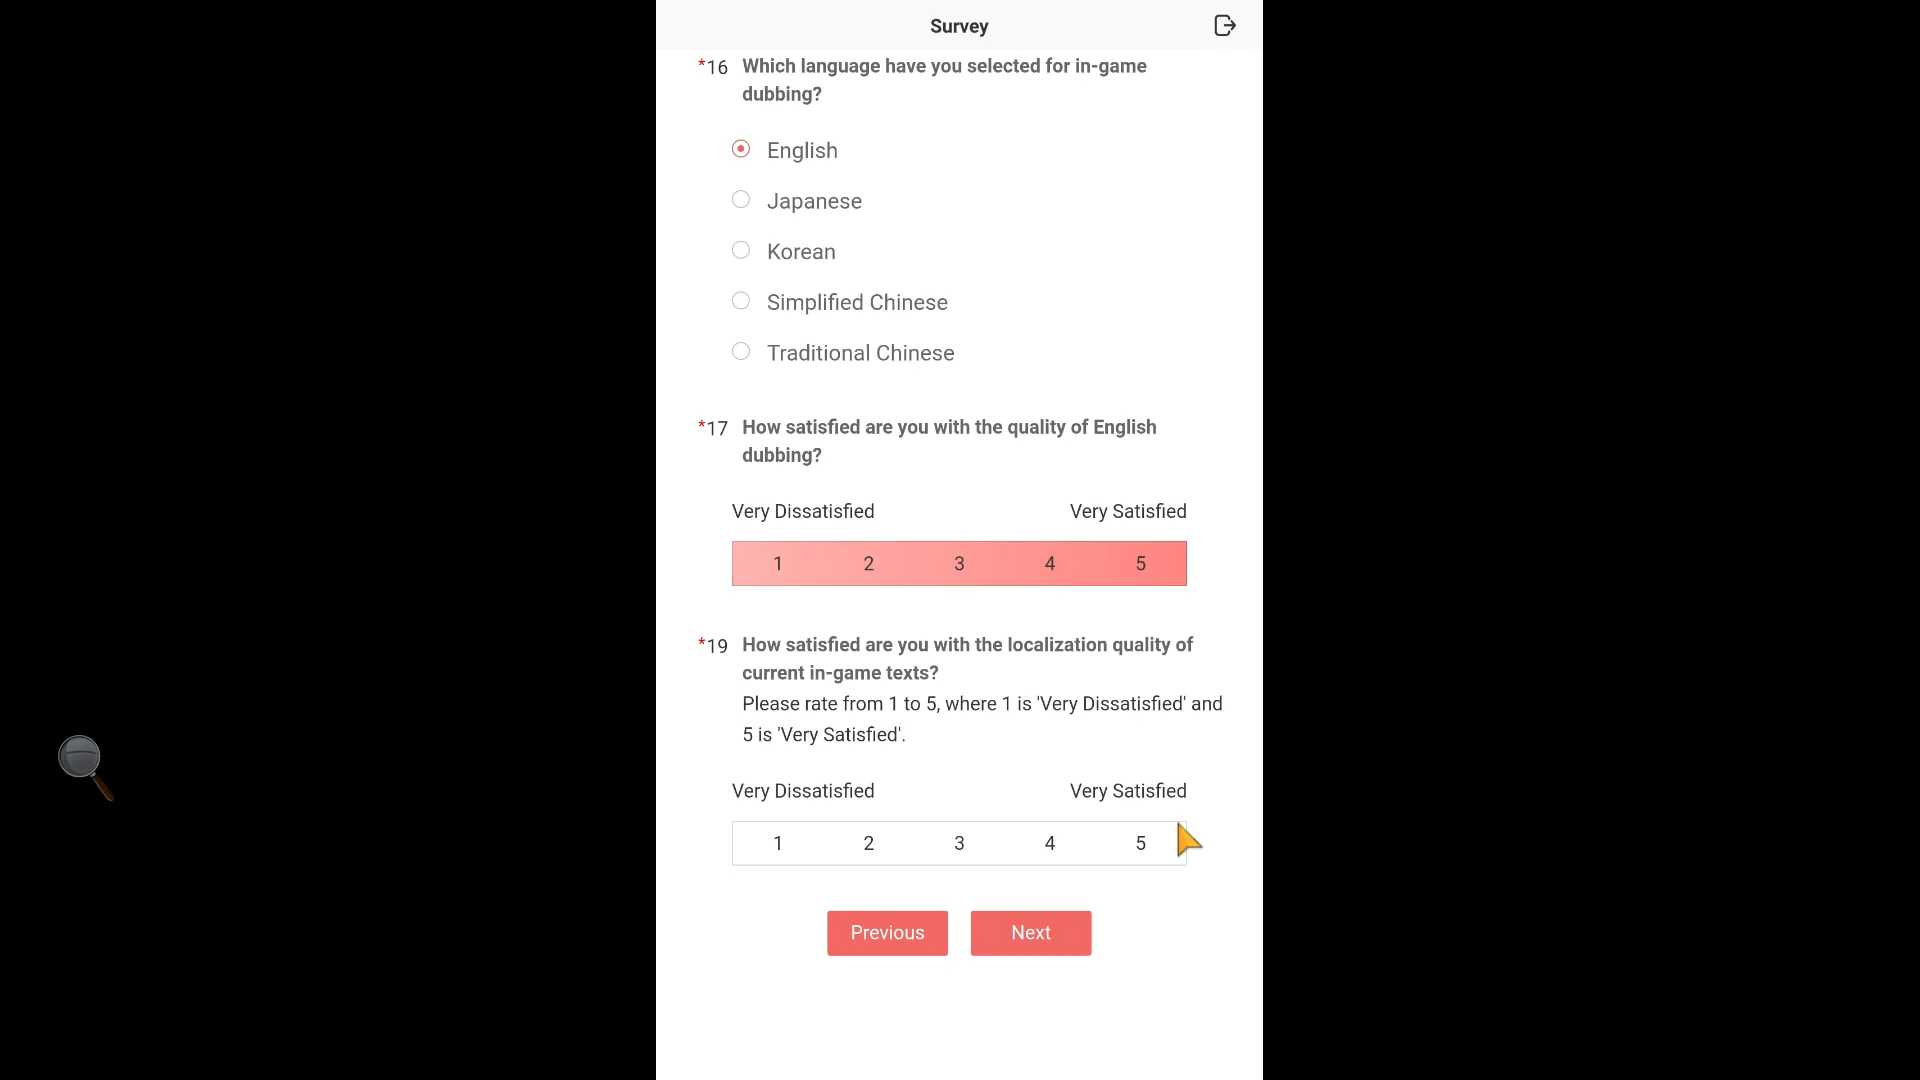 Survey
*16 Which language have you selected for in-game
dubbing?
English
Japanese
Korean
Simplified Chinese
Traditional Chinese
*17 How satisfied are you with the quality of English
dubbing?
Very Dissatisfied Very Satisfied
1 2 3 4 5
*19 How satisfied are you with the localization quality of
current in-game texts?
Please rate from 1 to 5, where 1 is 'Very Dissatisfied' and
5 is 'Very Satisfied'.
Very Dissatisfied Very Satisfied
1 2 3 4 5
Previous Next